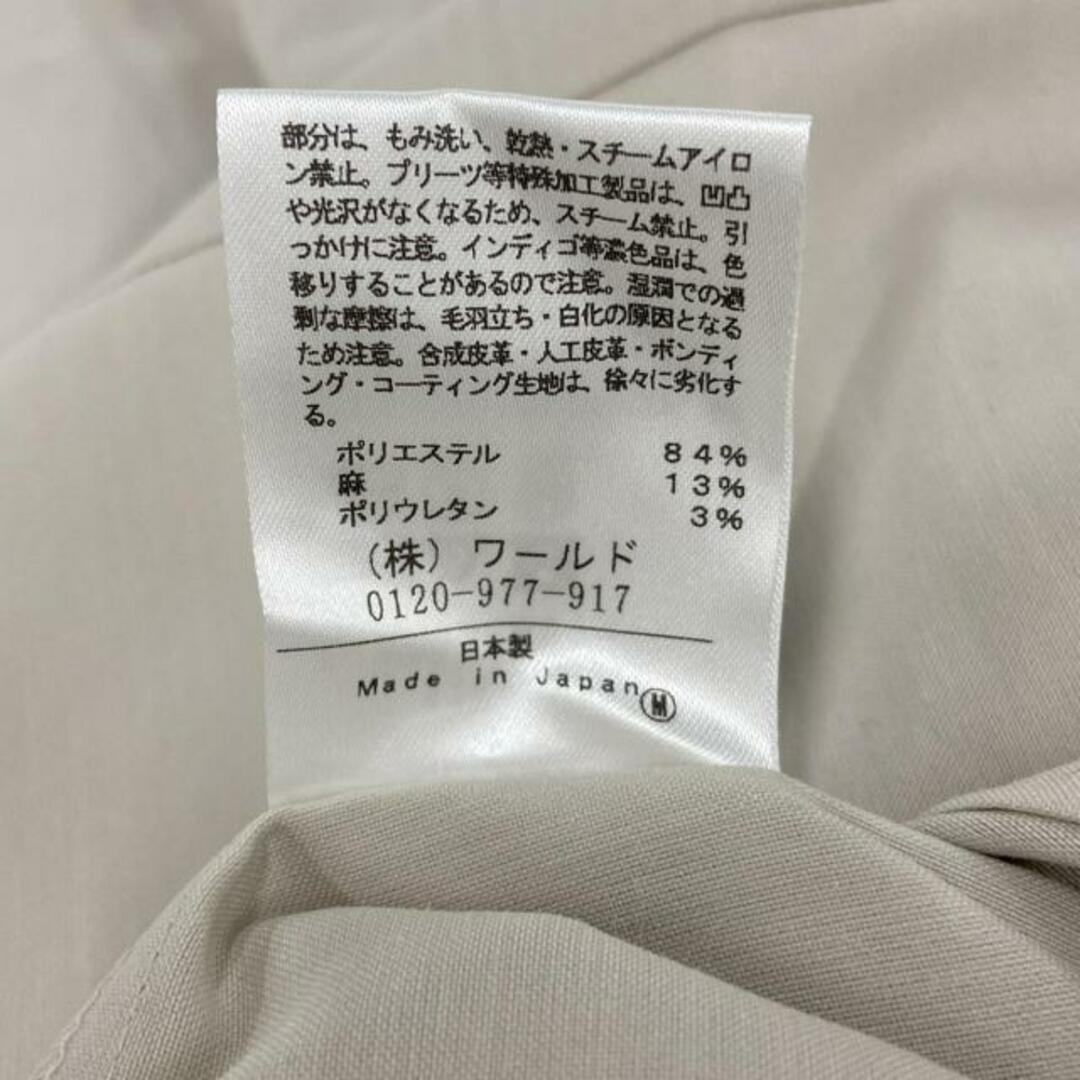 部分は、もみ洗い、乾熱・スチームアイロ
ン禁止。プリーツ等特殊加工製品は、凹凸
や光沢がなくなるため、スチーム禁止。引
っかけに注意。インディゴ等濃色品は、色
移りすることがあるので注意。湿潤での過
剰な摩擦は、毛羽立ち・白化の原因となる
ため注意。合成皮革・人工皮革・ボンディ
ング・コーティング生地は、徐々に劣化す
る。
ポリエステル 84%
麻 13%
ポリウレタン 3%
（株）ワールド
0120-977-917
日本製
Made in Japan Ⓜ